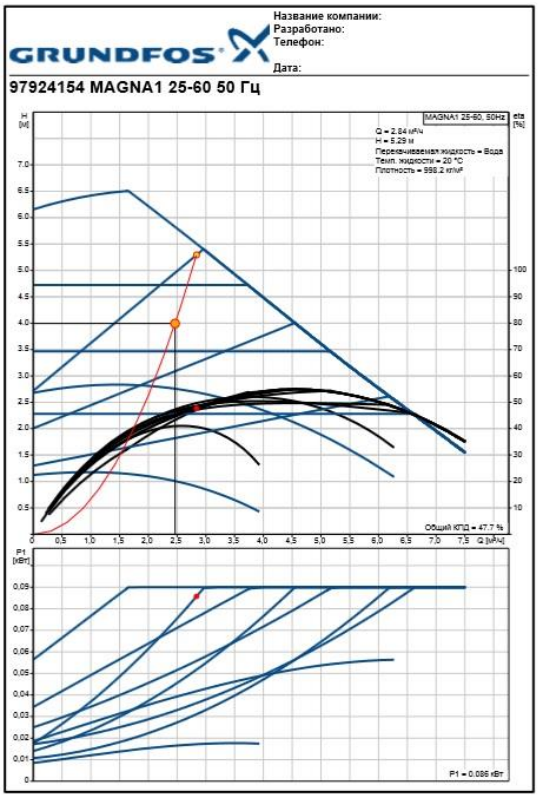 Название компании:
Разработано:
Телефон:
Дата:
GRUNDFOS
97924154 MAGNA1 25-60 50 Гц
H
[м]
MAGNA1 25-60, 50Hz
eta
[%]
Q = 2.84 м³/ч
H = 5.29 м
Перекачиваемая жидкость = Вода
Темп. жидкости = 20 °C
Плотность = 998.2 кг/м³
7.0
6.5
6.0
5.5
5.0
4.5
4.0
3.5
3.0
2.5
2.0
1.5
1.0
0.5
100
90
80
70
60
50
40
30
20
10
Общий КПД = 47.7 %
0 0,5 1,0 1,5 2,0 2,5 3,0 3,5 4,0 4,5 5,0 5,5 6,0 6,5 7,0 7,5 Q [м³/ч]
P1
[кВт]
0,09
0,08
0,07
0,06
0,05
0,04
0,03
0,02
0,01
0
P1 = 0.086 кВт